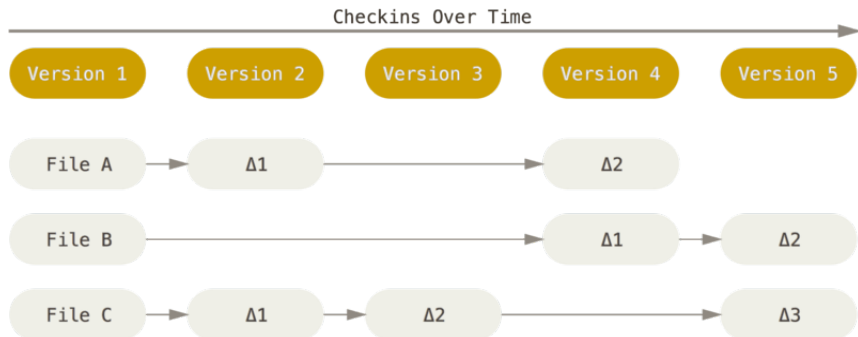 Checkins Over Time
Version 1 Version 2 Version 3 Version 4 Version 5
File A Δ1 Δ2
File B Δ1 Δ2
File C Δ1 Δ2 Δ3